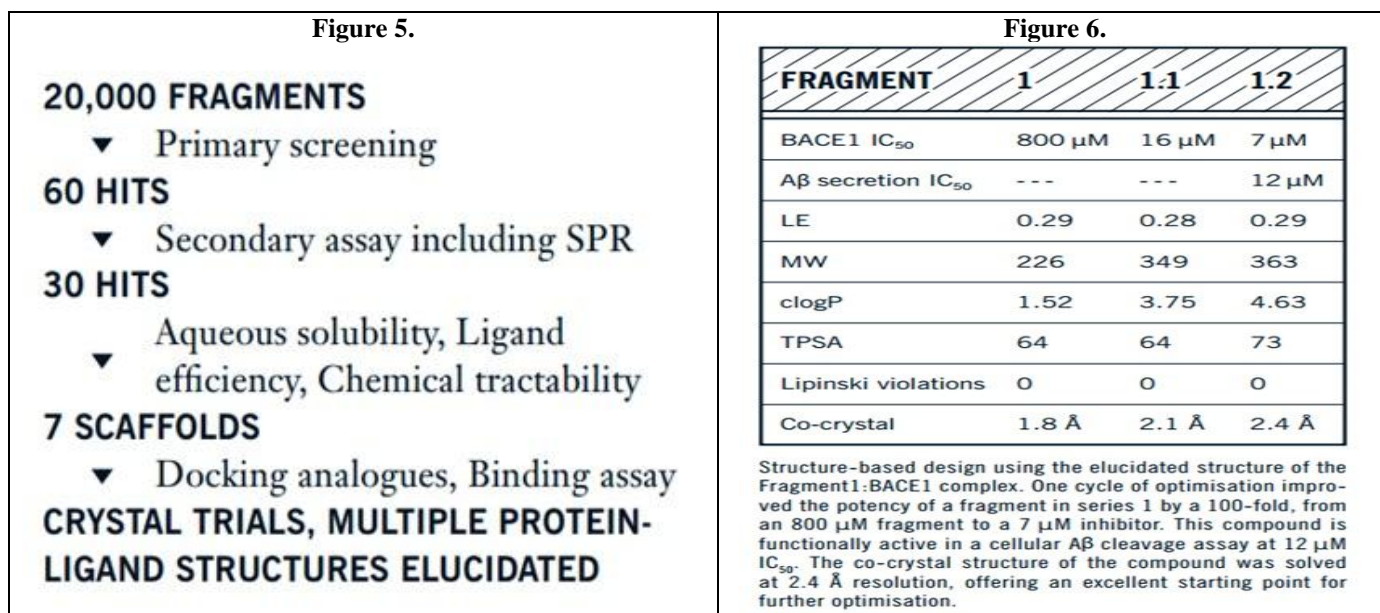 Figure 5.
20,000 FRAGMENTS
▼ Primary screening
60 HITS
▼ Secondary assay including SPR
30 HITS
▼ Aqueous solubility, Ligand
efficiency, Chemical tractability
7 SCAFFOLDS
▼ Docking analogues, Binding assay
CRYSTAL TRIALS, MULTIPLE PROTEIN-
LIGAND STRUCTURES ELUCIDATED
Figure 6.
FRAGMENT 1 1.1 1.2
BACE1 IC₅₀ 800 µM 16 µM 7 µM
Aβ secretion IC₅₀ --- --- 12 µM
LE 0.29 0.28 0.29
MW 226 349 363
clogP 1.52 3.75 4.63
TPSA 64 64 73
Lipinski violations 0 0 0
Co-crystal 1.8 Å 2.1 Å 2.4 Å
Structure-based design using the elucidated structure of the
Fragment1:BACE1 complex. One cycle of optimisation impro-
ved the potency of a fragment in series 1 by a 100-fold, from
an 800 µM fragment to a 7 µM inhibitor. This compound is
functionally active in a cellular Aβ cleavage assay at 12 µM
IC₅₀. The co-crystal structure of the compound was solved
at 2.4 Å resolution, offering an excellent starting point for
further optimisation.